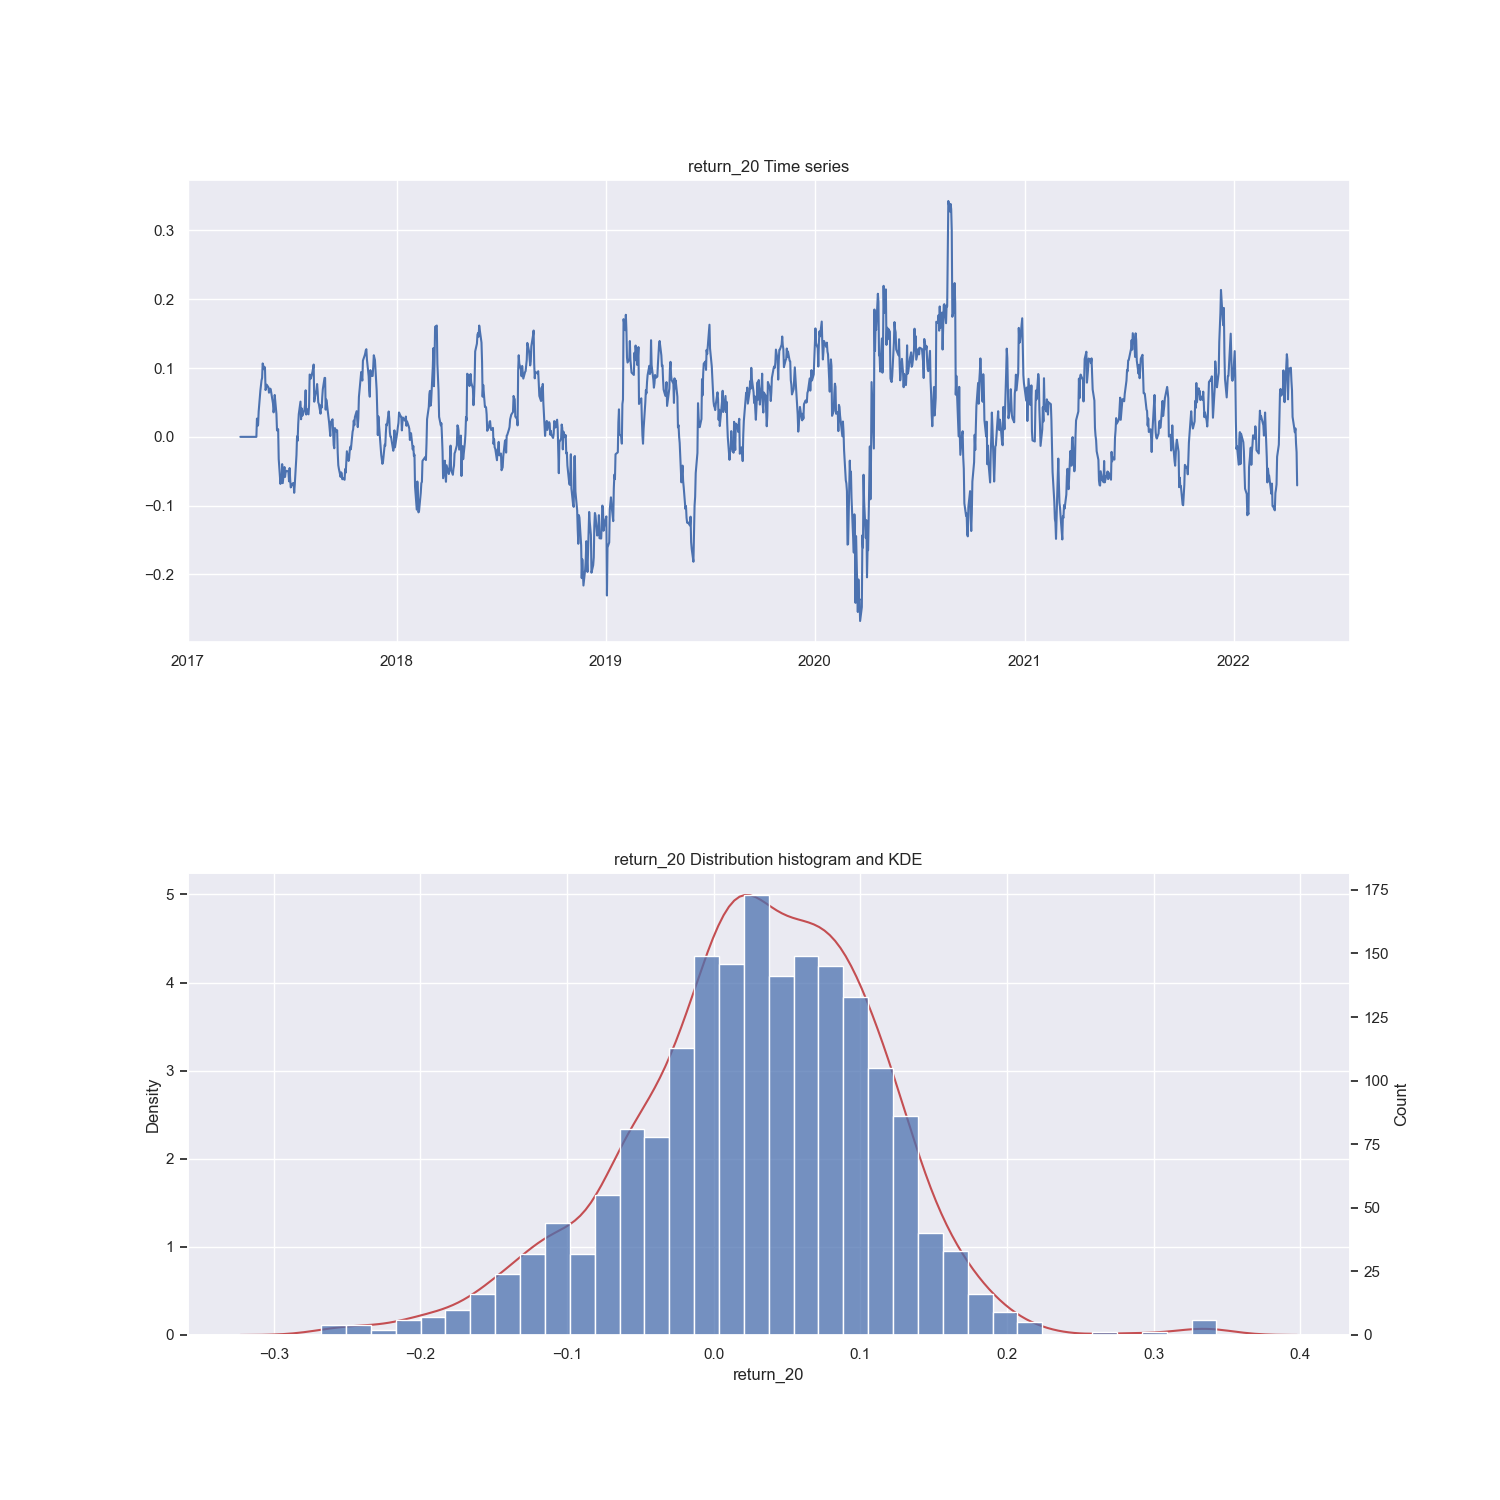 return_20 Time series
0.3
0.2
0.1
0.0
−0.1
−0.2
2017 2018 2019 2020 2021 2022
return_20 Distribution histogram and KDE
5
4
3
2
1
0
Density
175
150
125
100
75
50
25
0
Count
−0.3 −0.2 −0.1 0.0 0.1 0.2 0.3 0.4
return_20